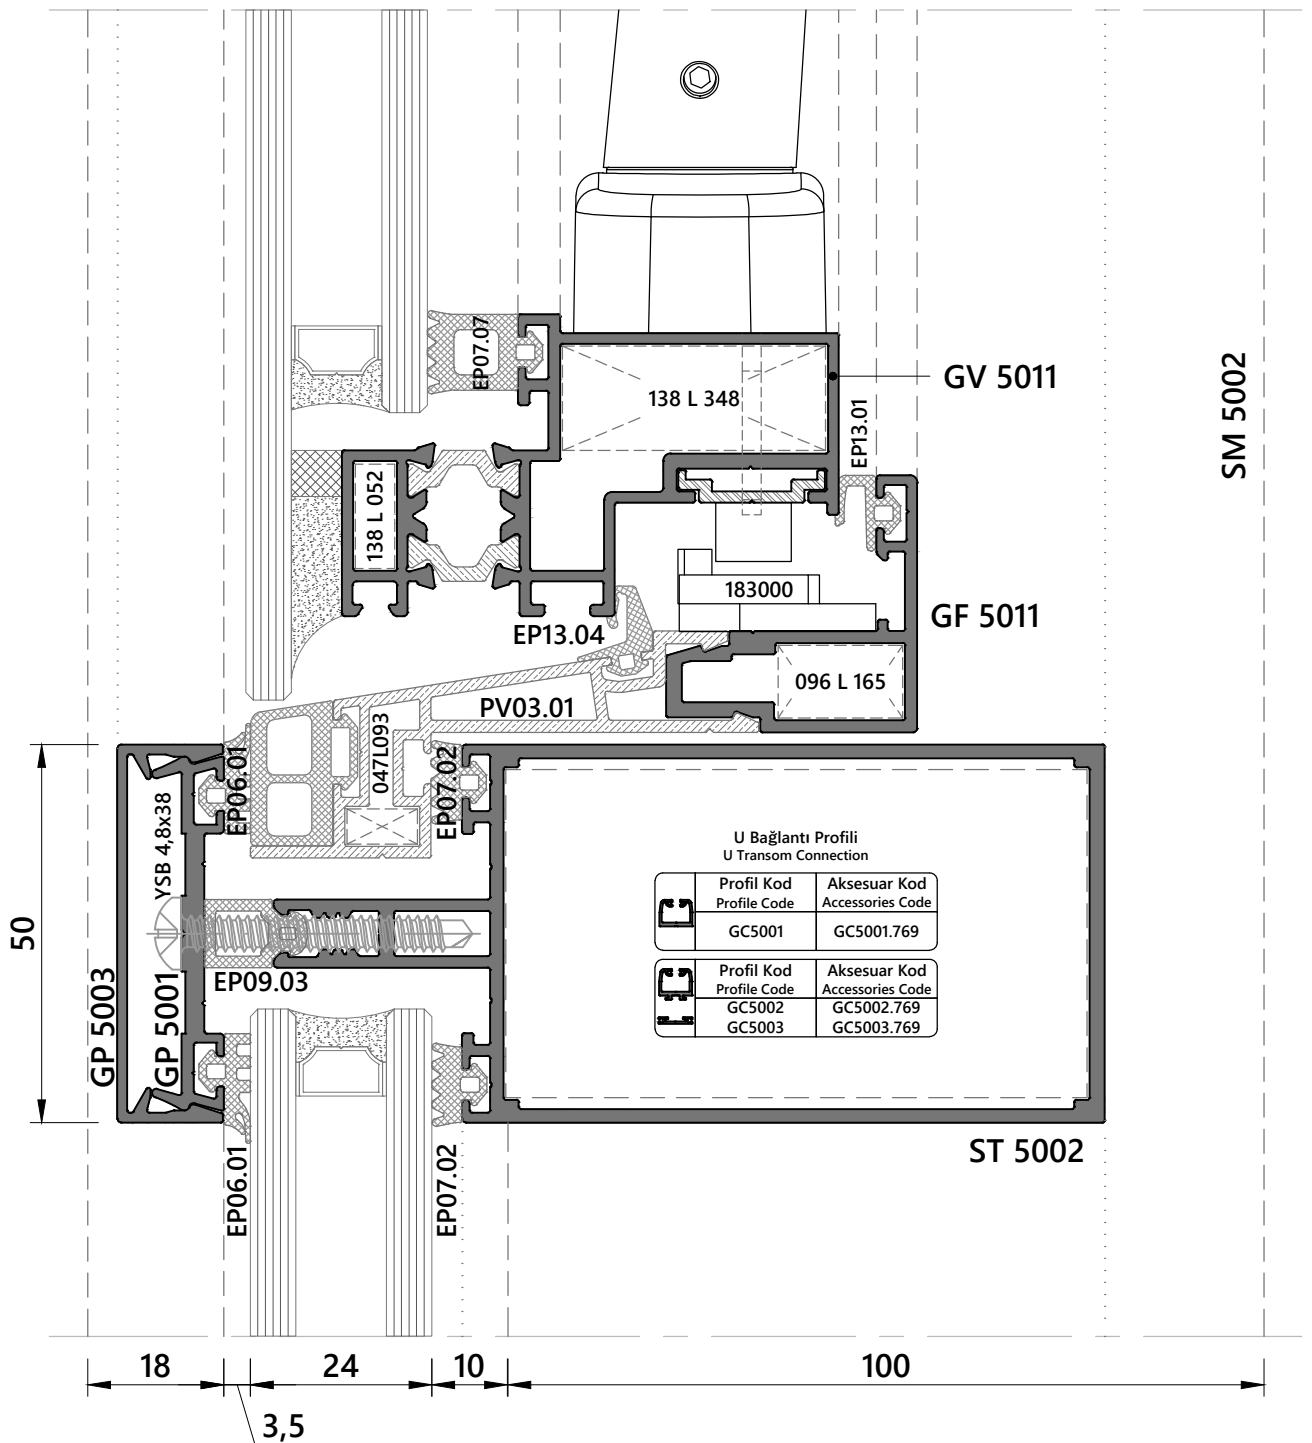 EP07.07
138 L 348
GV 5011
SM 5002
EP13.01
138 L 052
183000
GF 5011
EP13.04
096 L 165
PV03.01
047L093
EP06.01
EP07.02
YSB 4,8x38
U Bağlantı Profili
U Transom Connection
Profil Kod Aksesuar Kod
Profile Code Accessories Code
GC5001 GC5001.769
Profil Kod Aksesuar Kod
Profile Code Accessories Code
GC5002 GC5002.769
GC5003 GC5003.769
50
EP09.03
GP 5003
GP 5001
ST 5002
EP06.01
EP07.02
18 24 10 100
3,5